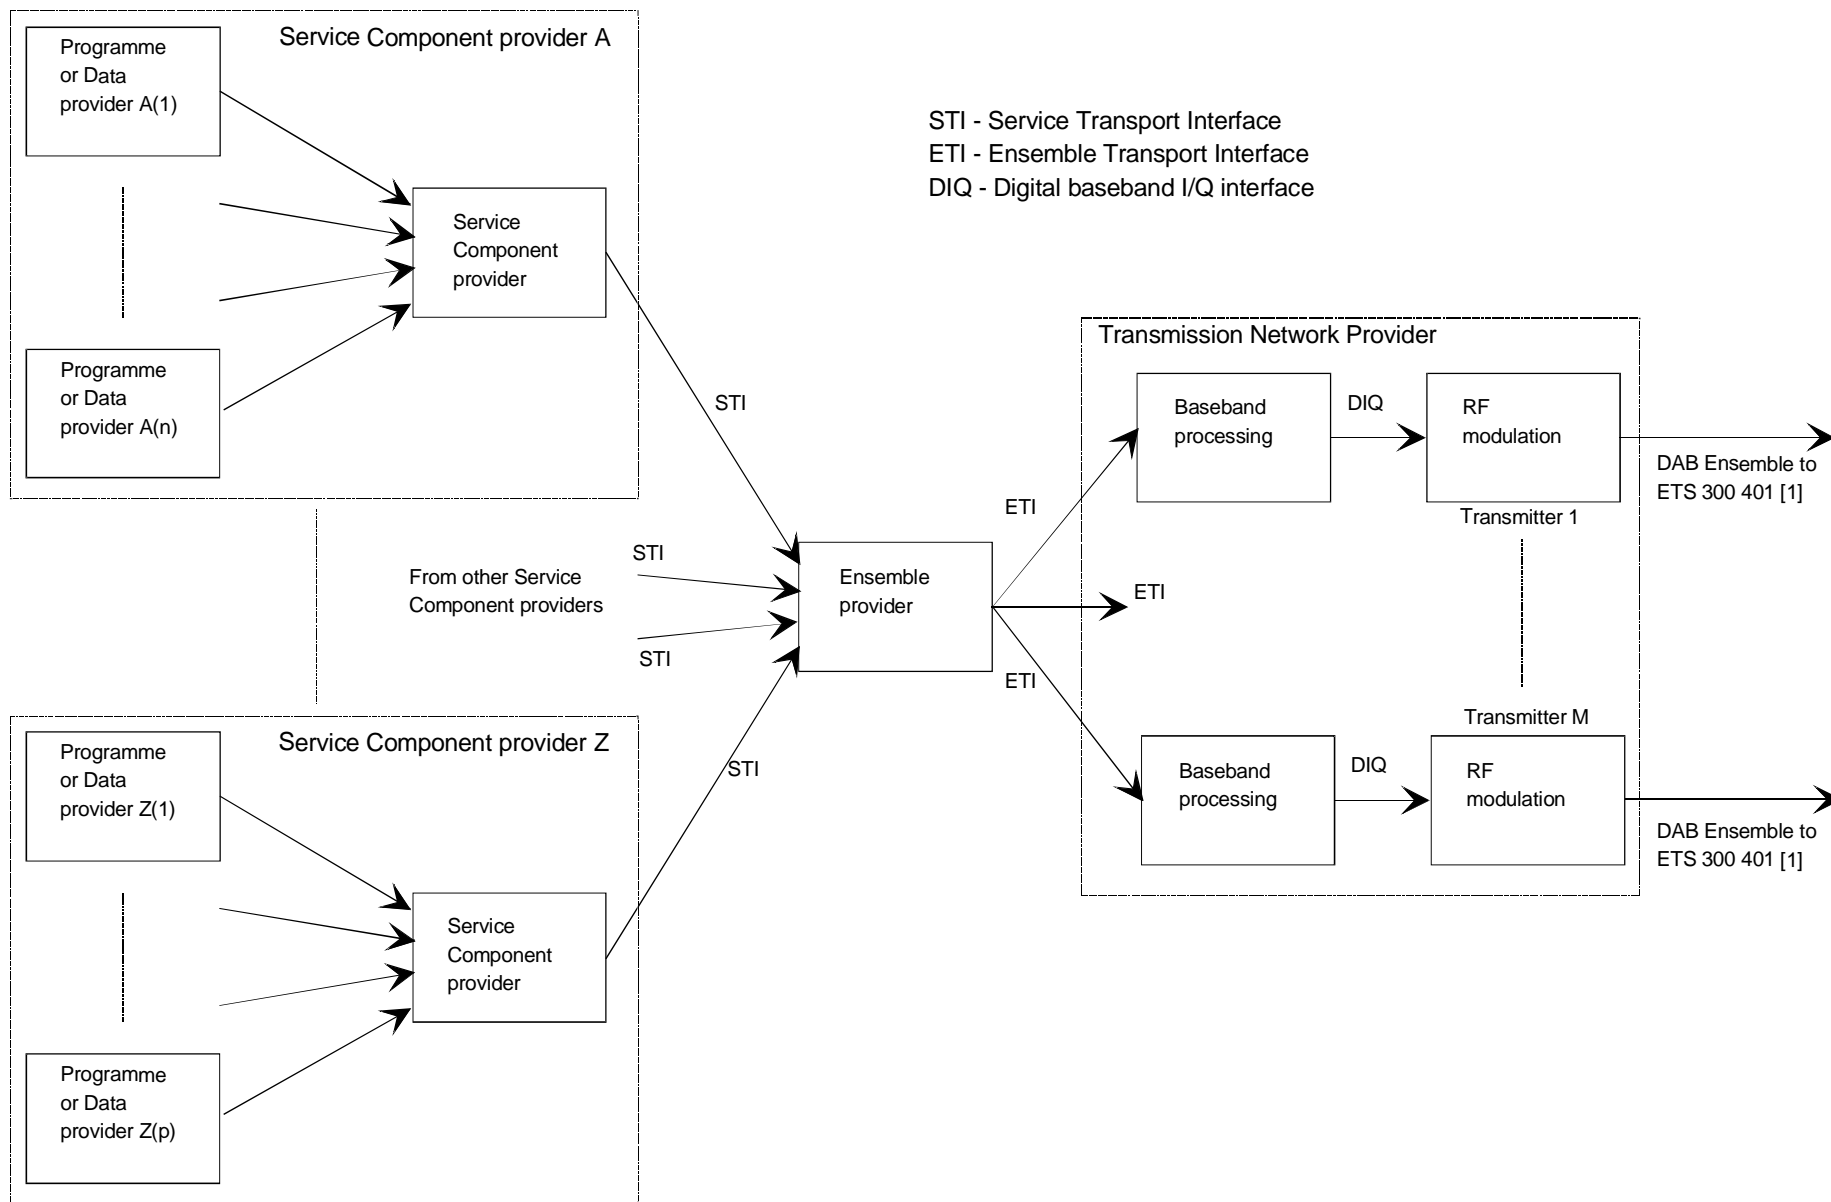 Service Component provider A
Programme
or Data
provider A(1)
Service
Component
provider
Programme
or Data
provider A(n)
STI - Service Transport Interface
ETI - Ensemble Transport Interface
DIQ - Digital baseband I/Q interface
STI
From other Service
Component providers
STI
STI
Ensemble
provider
Service Component provider Z
Programme
or Data
provider Z(1)
Service
Component
provider
Programme
or Data
provider Z(p)
STI
Transmission Network Provider
ETI
Baseband
processing
DIQ
RF
modulation
Transmitter 1
DAB Ensemble to
ETS 300 401 [1]
ETI
ETI
Transmitter M
Baseband
processing
DIQ
RF
modulation
DAB Ensemble to
ETS 300 401 [1]